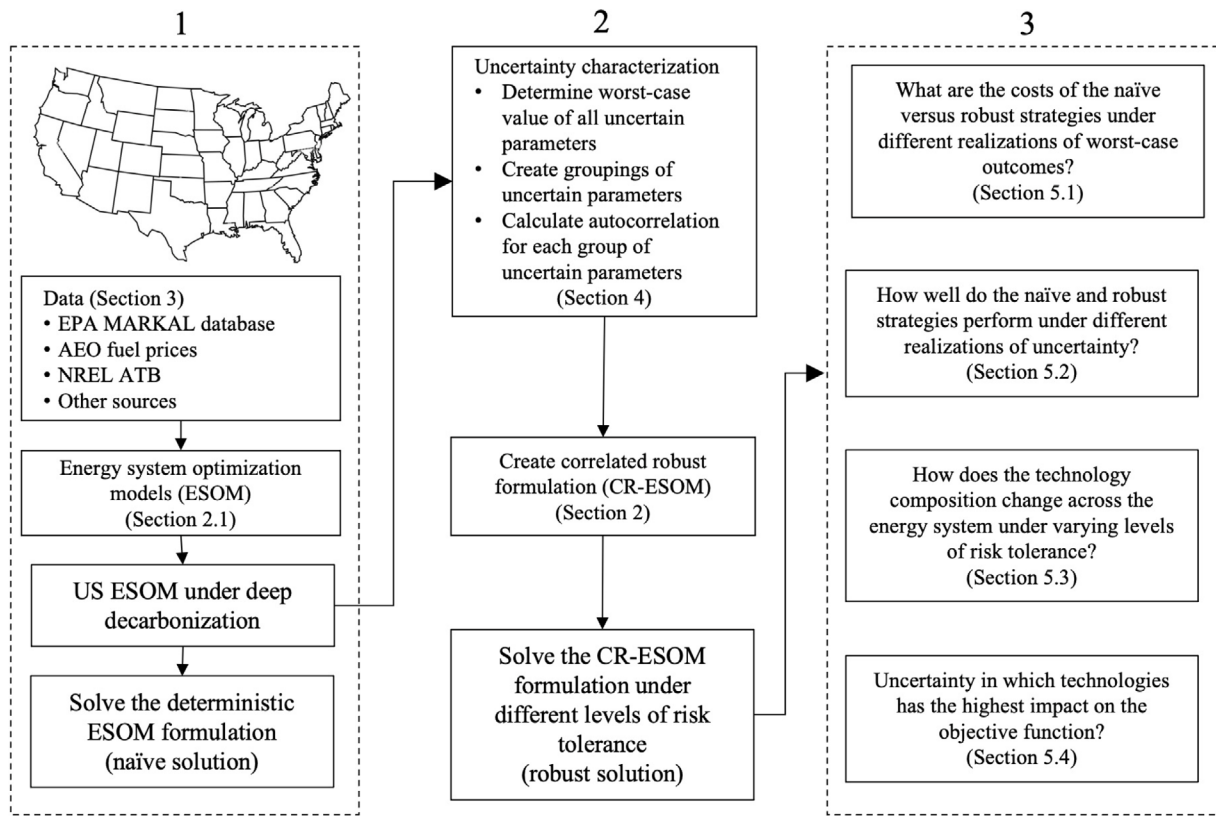 1
Data (Section 3)
• EPA MARKAL database
• AEO fuel prices
• NREL ATB
• Other sources
Energy system optimization
models (ESOM)
(Section 2.1)
US ESOM under deep
decarbonization
Solve the deterministic
ESOM formulation
(naïve solution)
2
Uncertainty characterization
• Determine worst-case
value of all uncertain
parameters
• Create groupings of
uncertain parameters
• Calculate autocorrelation
for each group of
uncertain parameters
(Section 4)
Create correlated robust
formulation (CR-ESOM)
(Section 2)
Solve the CR-ESOM
formulation under
different levels of risk
tolerance
(robust solution)
3
What are the costs of the naïve
versus robust strategies under
different realizations of worst-case
outcomes?
(Section 5.1)
How well do the naïve and robust
strategies perform under different
realizations of uncertainty?
(Section 5.2)
How does the technology
composition change across the
energy system under varying levels
of risk tolerance?
(Section 5.3)
Uncertainty in which technologies
has the highest impact on the
objective function?
(Section 5.4)